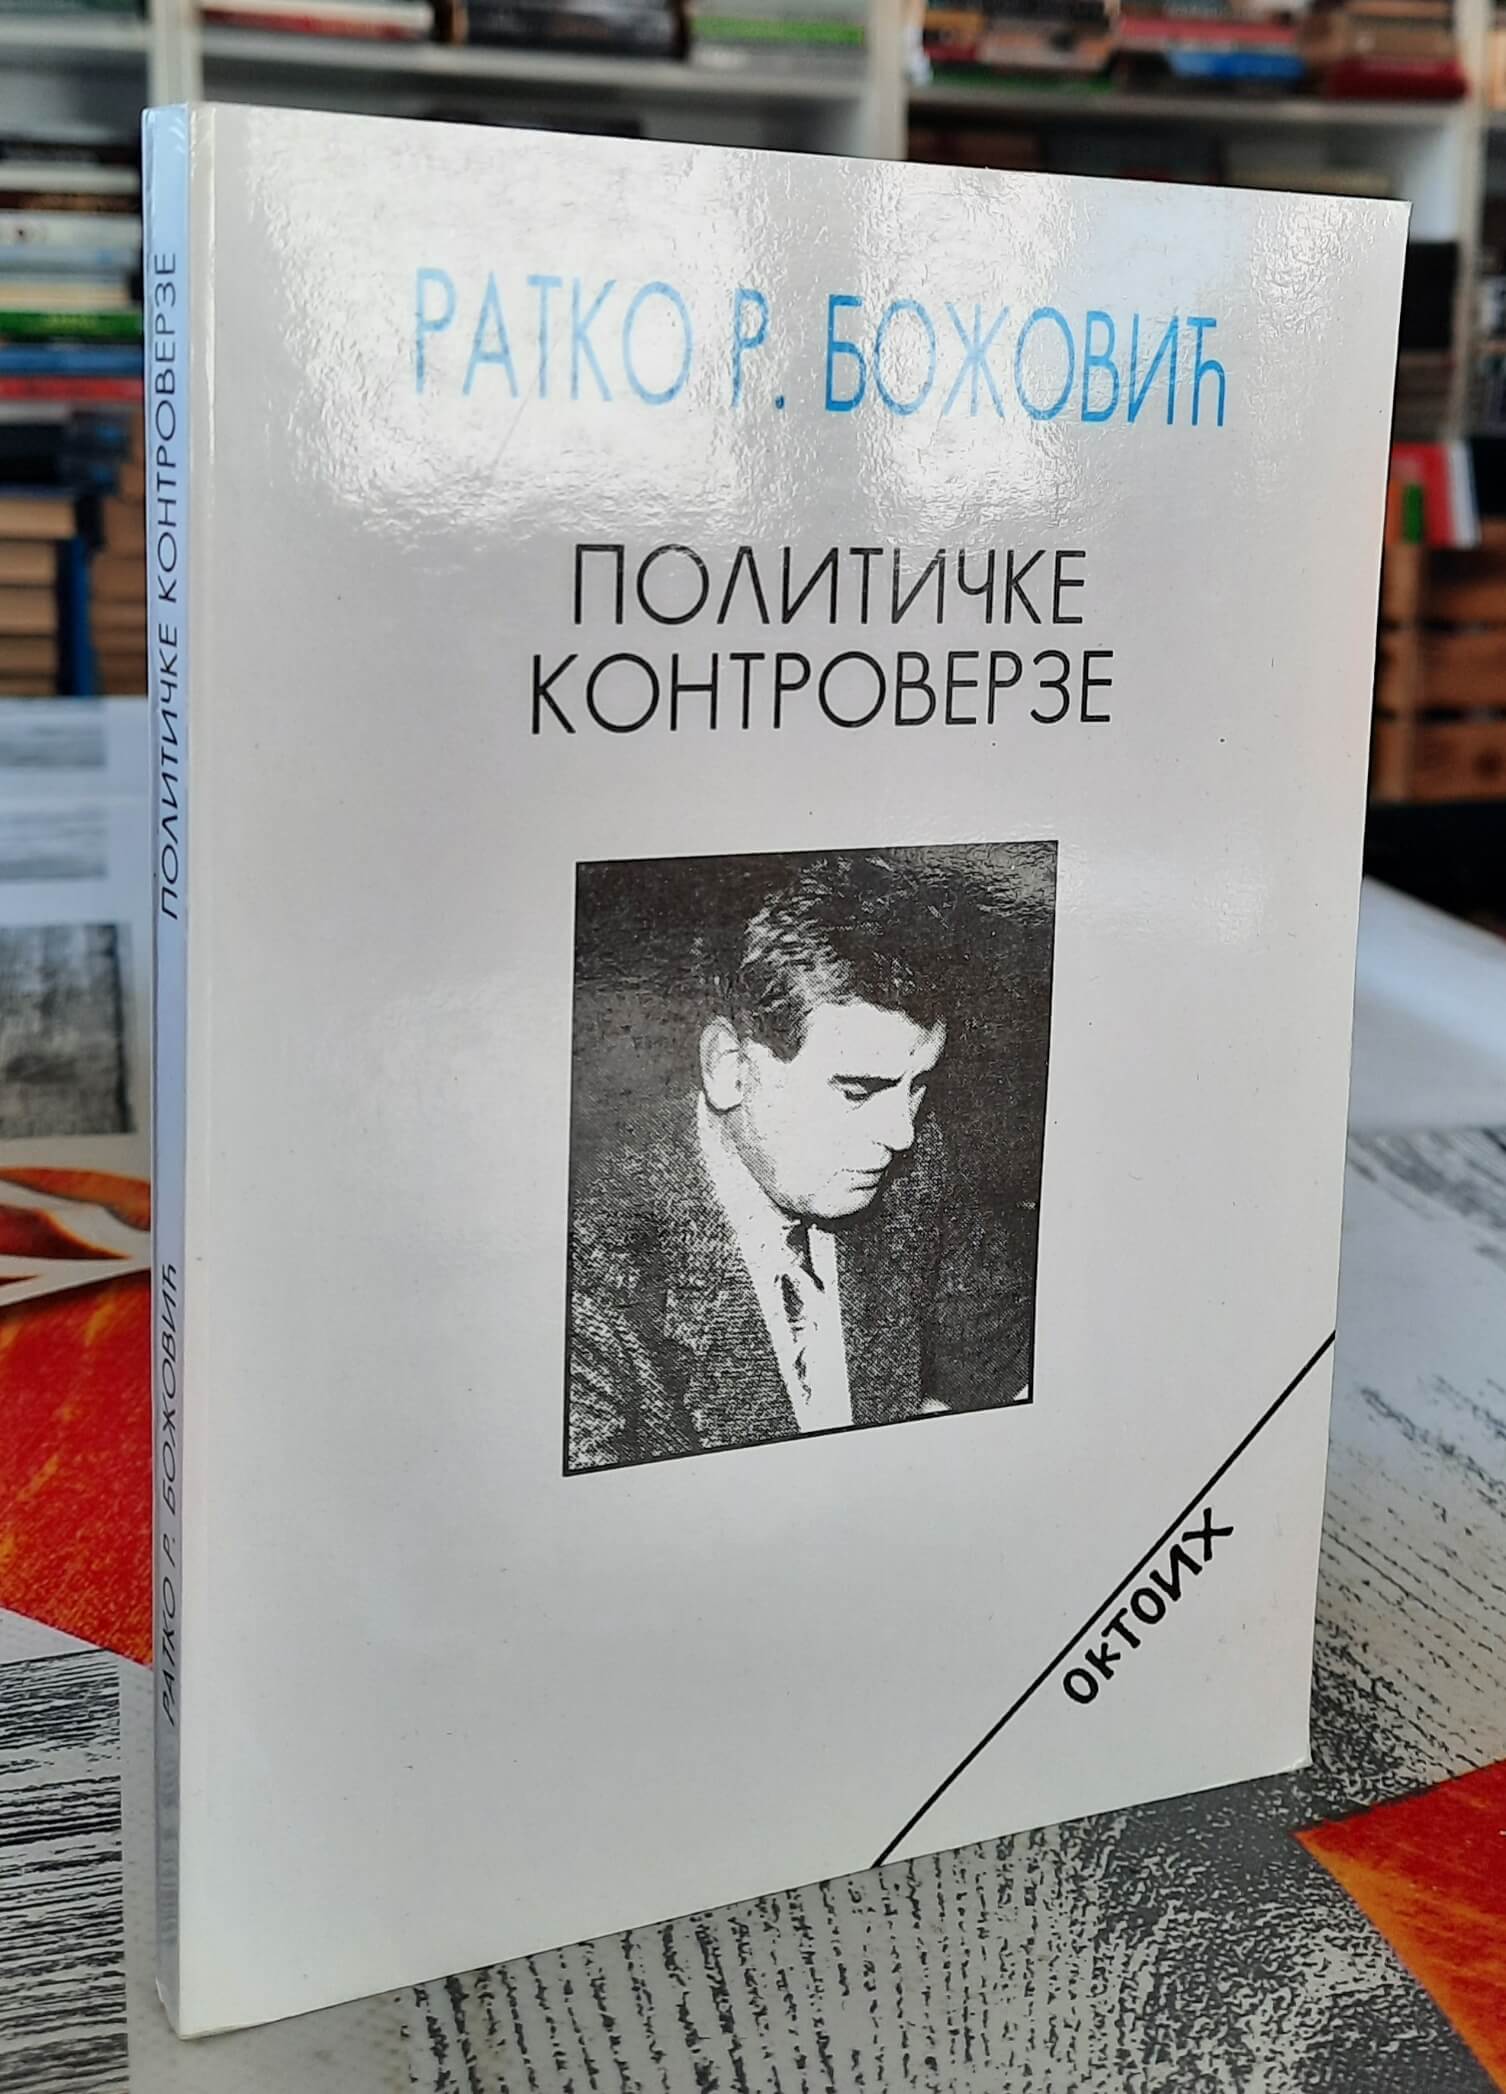 РАТКО Р. БОЖОВИЋ
ПОЛИТИЧКЕ
КОНТРОВЕРЗЕ
ОКТОИХ
РАТКО Р. БОЖОВИЋ ПОЛИТИЧКЕ КОНТРОВЕРЗЕ